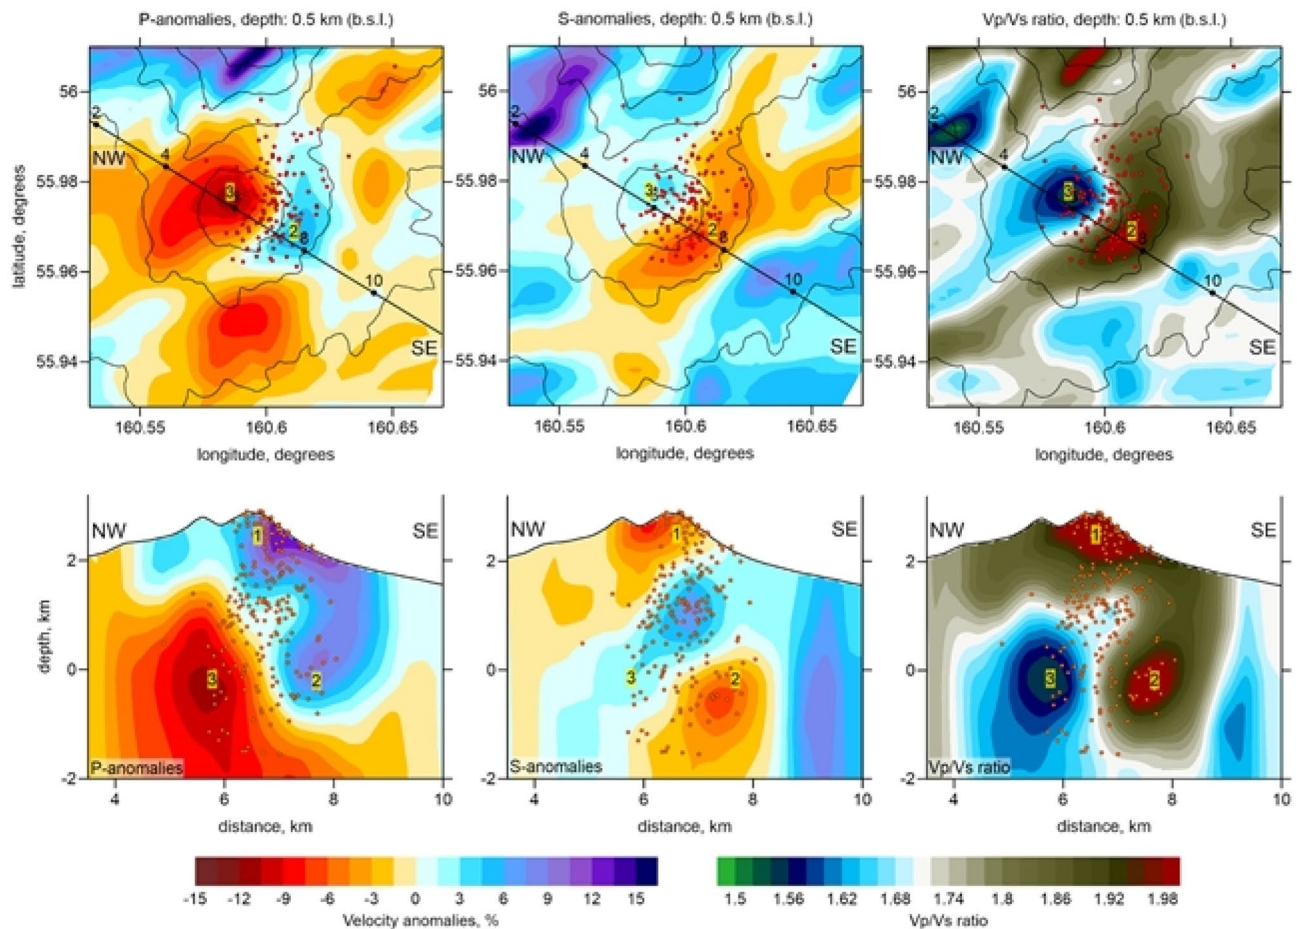 P-anomalies, depth: 0.5 km (b.s.l.)
S-anomalies, depth: 0.5 km (b.s.l.)
Vp/Vs ratio, depth: 0.5 km (b.s.l.)
latitude, degrees
56
55.98
55.96
55.94
2
NW
4
3
2
8
10
SE
160.55
160.6
160.65
longitude, degrees
56
55.98
55.96
55.94
2
NW
4
3
2
8
10
SE
160.55
160.6
160.65
longitude, degrees
56
55.98
55.96
55.94
2
NW
4
3
2
8
10
SE
160.55
160.6
160.65
longitude, degrees
depth, km
2
0
-2
NW
SE
1
3
2
P-anomalies
4
6
8
10
distance, km
2
0
-2
NW
SE
1
3
2
S-anomalies
4
6
8
10
distance, km
2
0
-2
NW
SE
1
3
2
Vp/Vs ratio
4
6
8
10
distance, km
-15 -12 -9 -6 -3 0 3 6 9 12 15
Velocity anomalies, %
1.5 1.56 1.62 1.68 1.74 1.8 1.86 1.92 1.98
Vp/Vs ratio